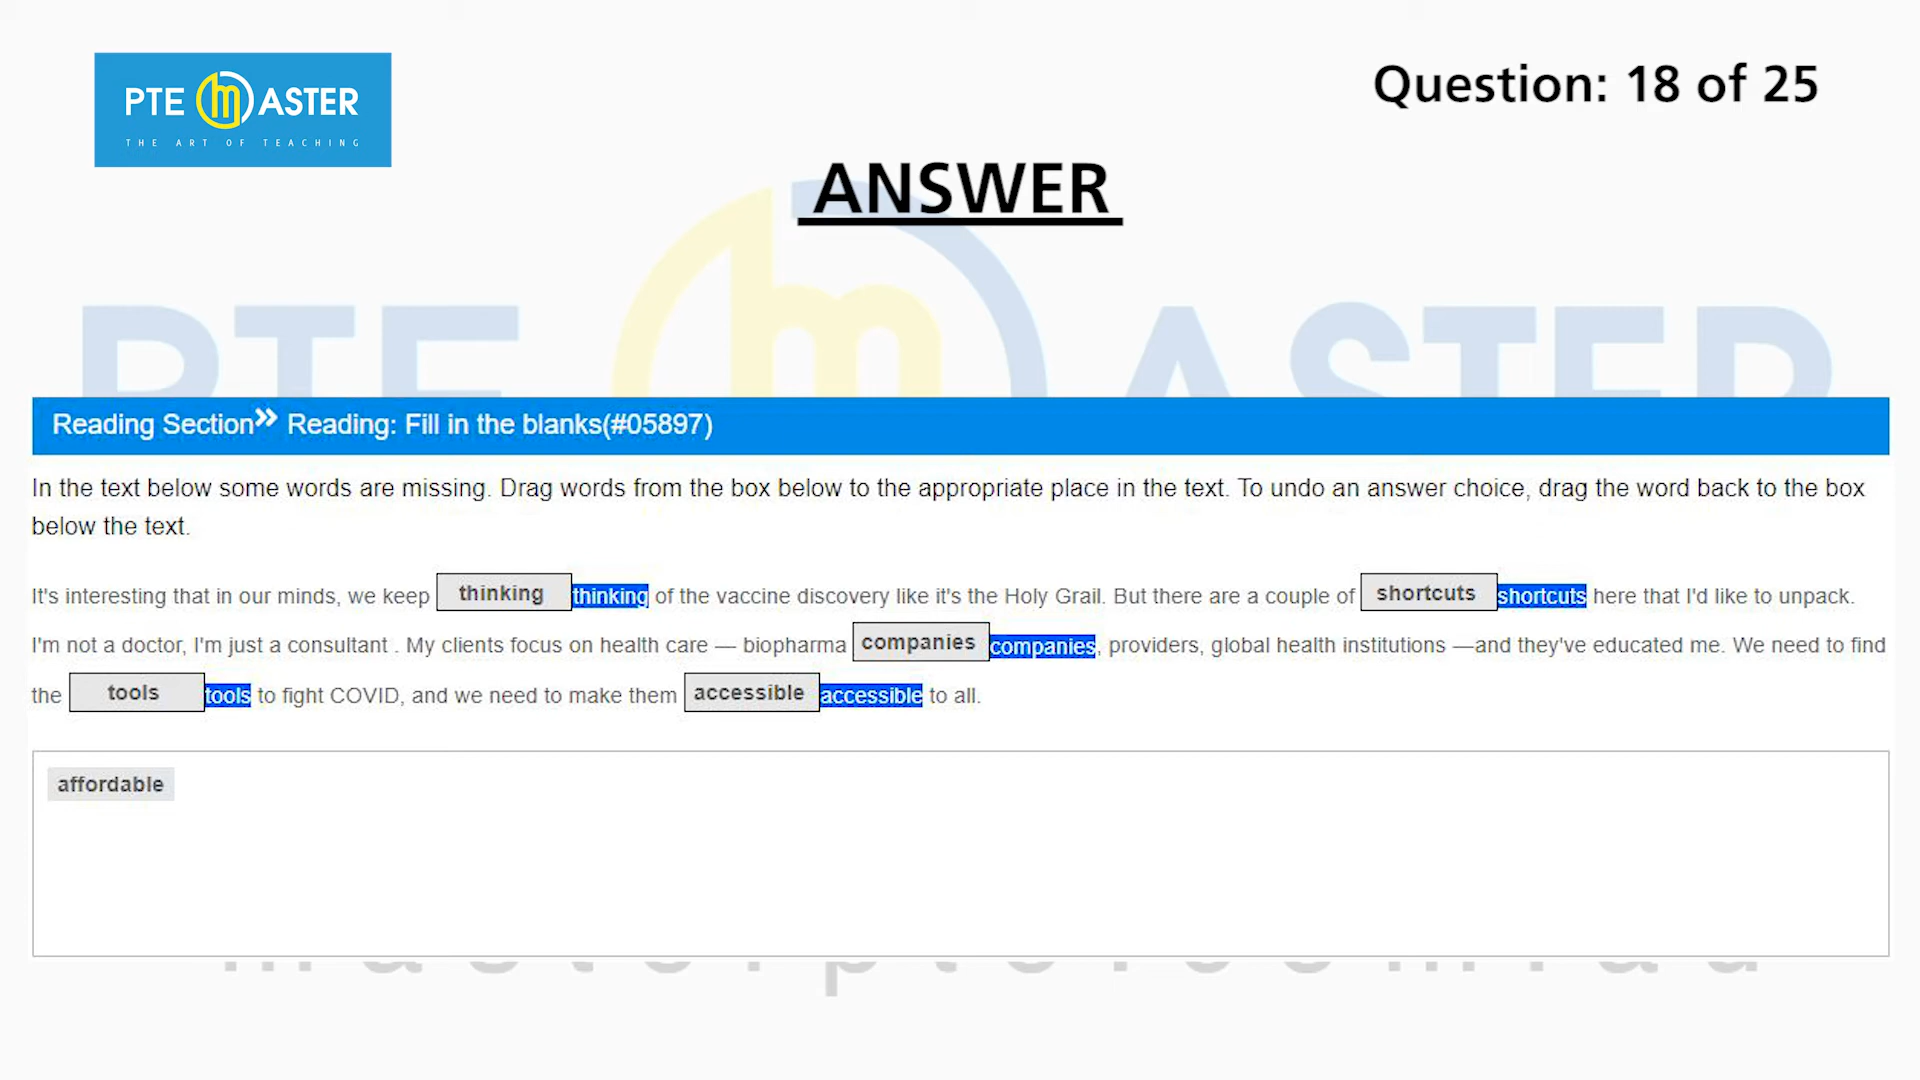 PTE mASTER
THE ART OF TEACHING
Question: 18 of 25
ANSWER
PTE mASTER
Reading Section» Reading: Fill in the blanks(#05897)
In the text below some words are missing. Drag words from the box below to the appropriate place in the text. To undo an answer choice, drag the word back to the box
below the text.
It's interesting that in our minds, we keep thinking thinking of the vaccine discovery like it's the Holy Grail. But there are a couple of shortcuts shortcuts here that I'd like to unpack.
I'm not a doctor, I'm just a consultant . My clients focus on health care — biopharma companies companies, providers, global health institutions —and they've educated me. We need to find
the tools tools to fight COVID, and we need to make them accessible accessible to all.
affordable